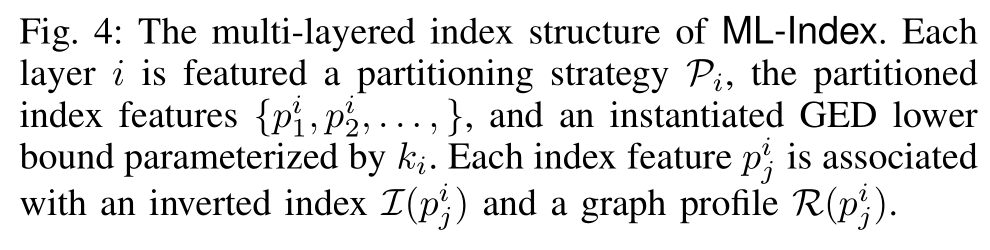 Fig. 4: The multi-layered index structure of ML-Index. Each
layer $i$ is featured a partitioning strategy $\mathcal{P}_i$, the partitioned
index features $\{p_1^i, p_2^i, \ldots, \}$, and an instantiated GED lower
bound parameterized by $k_i$. Each index feature $p_j^i$ is associated
with an inverted index $\mathcal{I}(p_j^i)$ and a graph profile $\mathcal{R}(p_j^i)$.